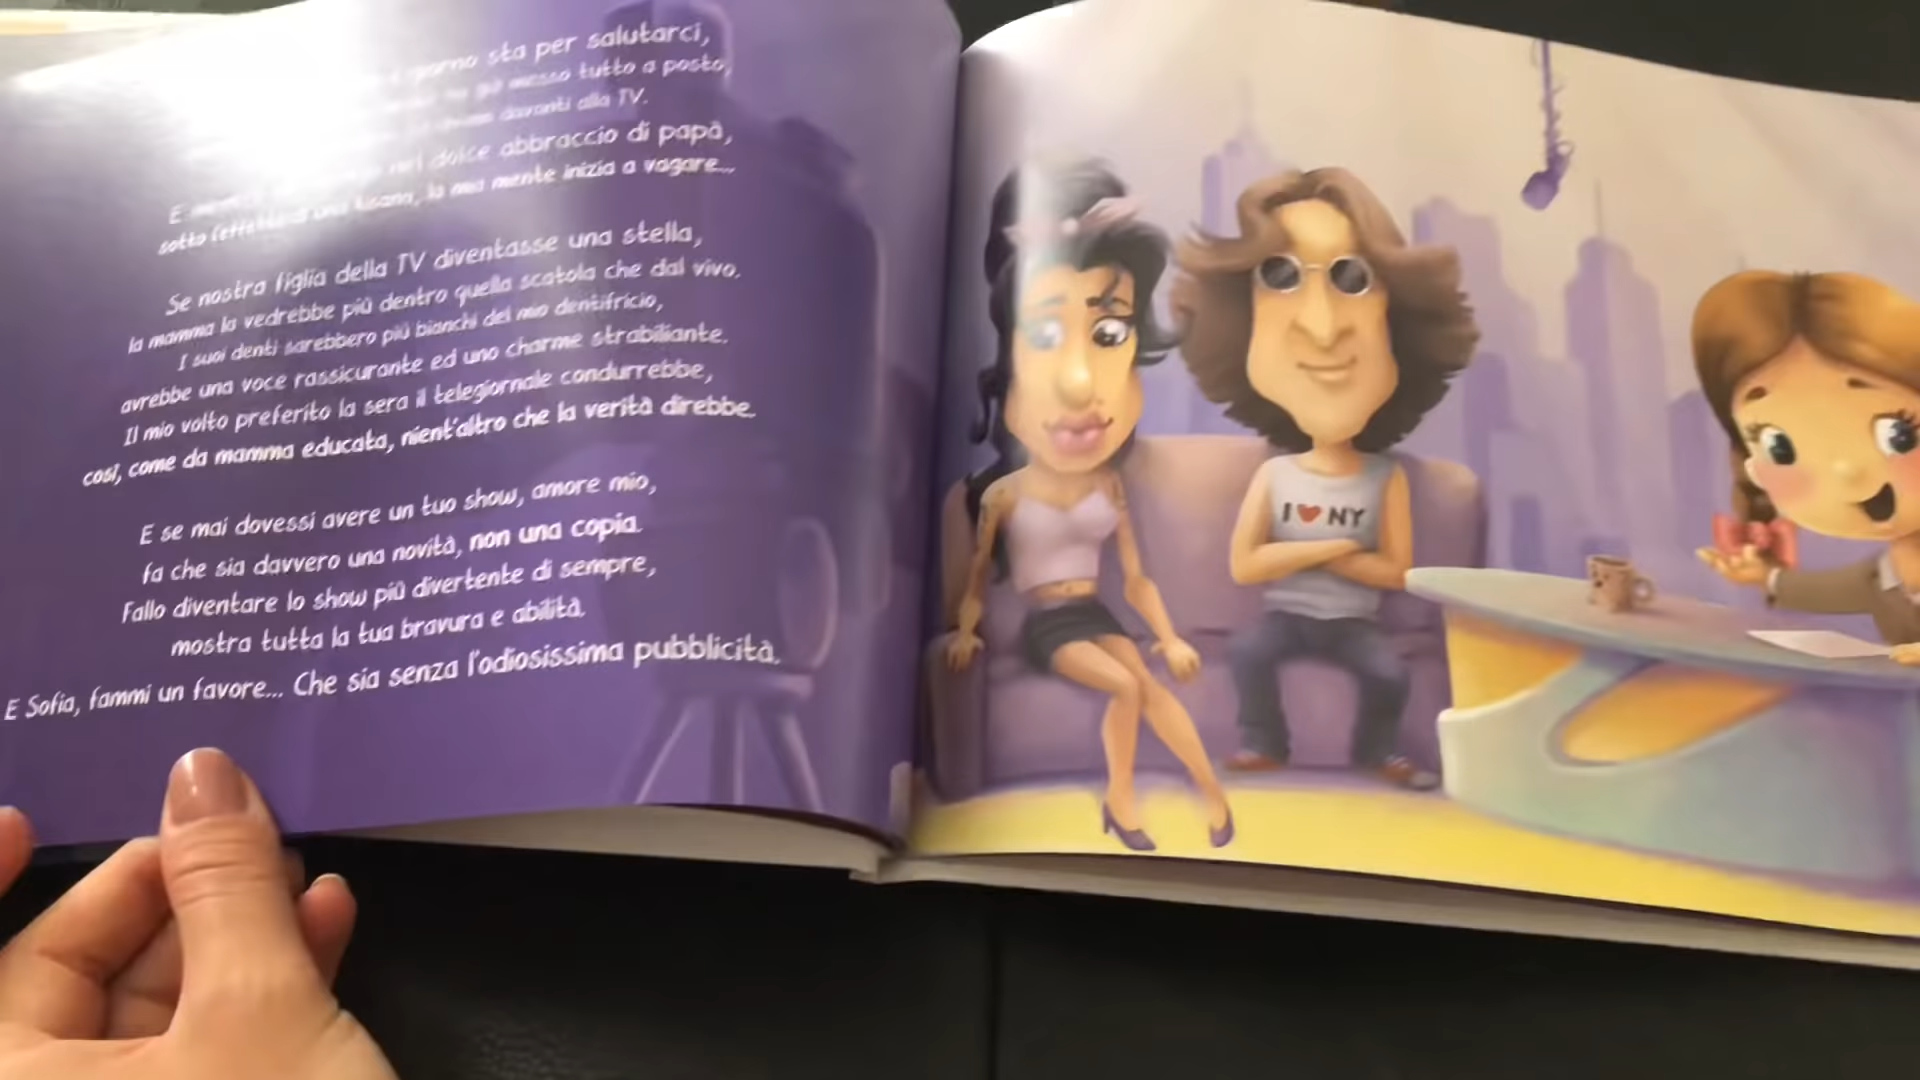 giorno sta per salutarci,
messo tutto a posto,
davanti alla TV.
E nel dolce abbraccio di papà,
sotto l'effetto di una tisana, la mia mente inizia a vagare...
Se nostra figlia della TV diventasse una stella,
la mamma la vedrebbe più dentro quella scatola che dal vivo.
I suoi denti sarebbero più bianchi del mio dentifricio,
avrebbe una voce rassicurante ed uno charme strabiliante.
Il mio volto preferito la sera il telegiornale condurrebbe,
così, come da mamma educata, nient'altro che la verità direbbe.
E se mai dovessi avere un tuo show, amore mio,
fa che sia davvero una novità, non una copia.
Fallo diventare lo show più divertente di sempre,
mostra tutta la tua bravura e abilità.
E Sofia, fammi un favore... Che sia senza l'odiosissima pubblicità.
I ❤ NY